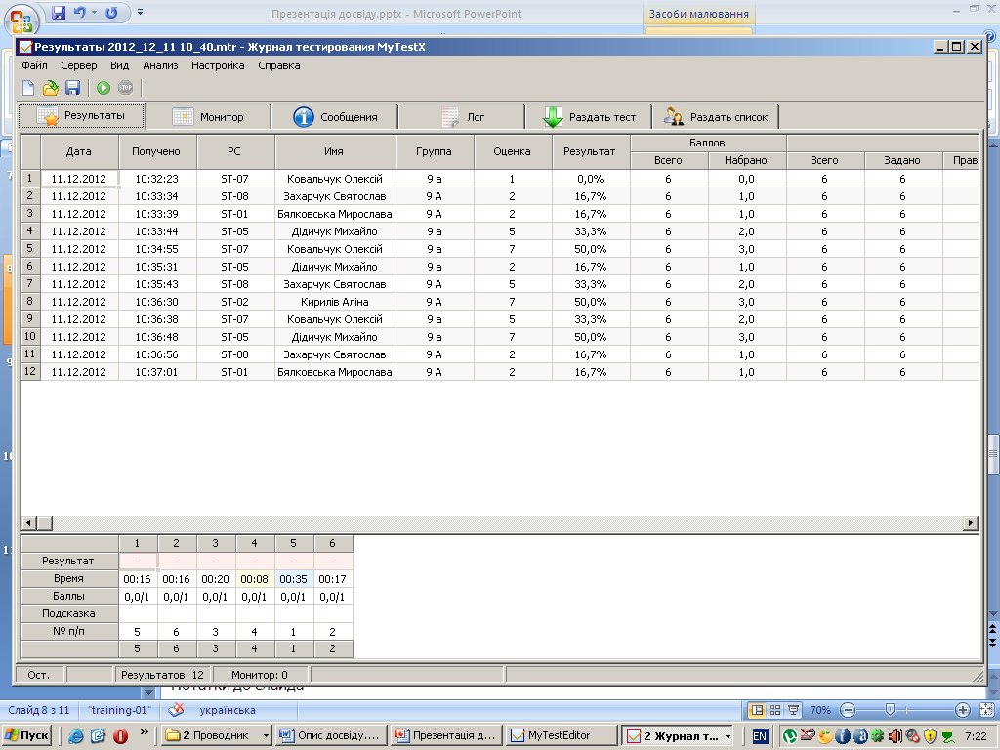 Презентація досвіду.pptx - Microsoft PowerPoint
Засоби малювання
Результаты 2012_12_11 10_40.mtr - Журнал тестирования MyTestX
Файл Сервер Вид Анализ Настройка Справка
STOP
Результаты Монитор Сообщения Лог Раздать тест Раздать список
Дата Получено PC Имя Группа Оценка Результат Баллов
Всего Набрано Всего Задано Прав
1 11.12.2012 10:32:23 ST-07 Ковальчук Олексій 9 а 1 0,0% 6 0,0 6 6
2 11.12.2012 10:33:34 ST-08 Захарчук Святослав 9 А 2 16,7% 6 1,0 6 6
3 11.12.2012 10:33:39 ST-01 Бялковська Мирослава 9 А 2 16,7% 6 1,0 6 6
4 11.12.2012 10:33:44 ST-05 Дідичук Михайло 9 а 5 33,3% 6 2,0 6 6
5 11.12.2012 10:34:55 ST-07 Ковальчук Олексій 9 а 7 50,0% 6 3,0 6 6
6 11.12.2012 10:35:31 ST-05 Дідичук Михайло 9 а 2 16,7% 6 1,0 6 6
7 11.12.2012 10:35:43 ST-08 Захарчук Святослав 9 А 5 33,3% 6 2,0 6 6
8 11.12.2012 10:36:30 ST-02 Кирилів Аліна 9 А 7 50,0% 6 3,0 6 6
9 11.12.2012 10:36:38 ST-07 Ковальчук Олексій 9 а 5 33,3% 6 2,0 6 6
10 11.12.2012 10:36:48 ST-05 Дідичук Михайло 9 а 7 50,0% 6 3,0 6 6
11 11.12.2012 10:36:56 ST-08 Захарчук Святослав 9 А 2 16,7% 6 1,0 6 6
12 11.12.2012 10:37:01 ST-01 Бялковська Мирослава 9 А 2 16,7% 6 1,0 6 6
1 2 3 4 5 6
Результат - - - - - -
Время 00:16 00:16 00:20 00:08 00:35 00:17
Баллы 0,0/1 0,0/1 0,0/1 0,0/1 0,0/1 0,0/1
Подсказка
№ п/п 5 6 3 4 1 2
5 6 3 4 1 2
Ост. Результатов: 12 Монитор: 0
Нотатки до слайда
Слайд 8 з 11 "training-01" українська 70%
Пуск » 2 Проводник Опис досвіду.... Презентація д... MyTestEditor 2 Журнал т... EN 7:22